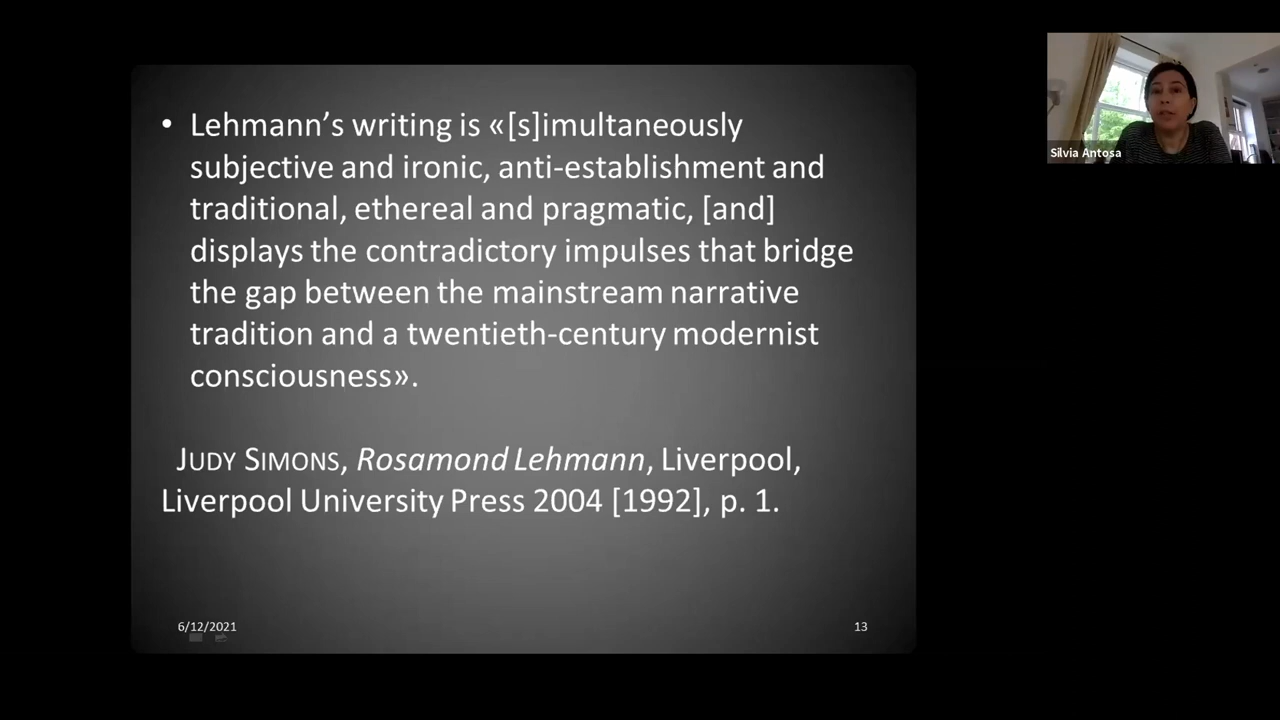 • Lehmann’s writing is «[s]imultaneously
subjective and ironic, anti-establishment and
traditional, ethereal and pragmatic, [and]
displays the contradictory impulses that bridge
the gap between the mainstream narrative
tradition and a twentieth-century modernist
consciousness».
JUDY SIMONS, Rosamond Lehmann, Liverpool,
Liverpool University Press 2004 [1992], p. 1.
6/12/2021
13
Silvia Antosa